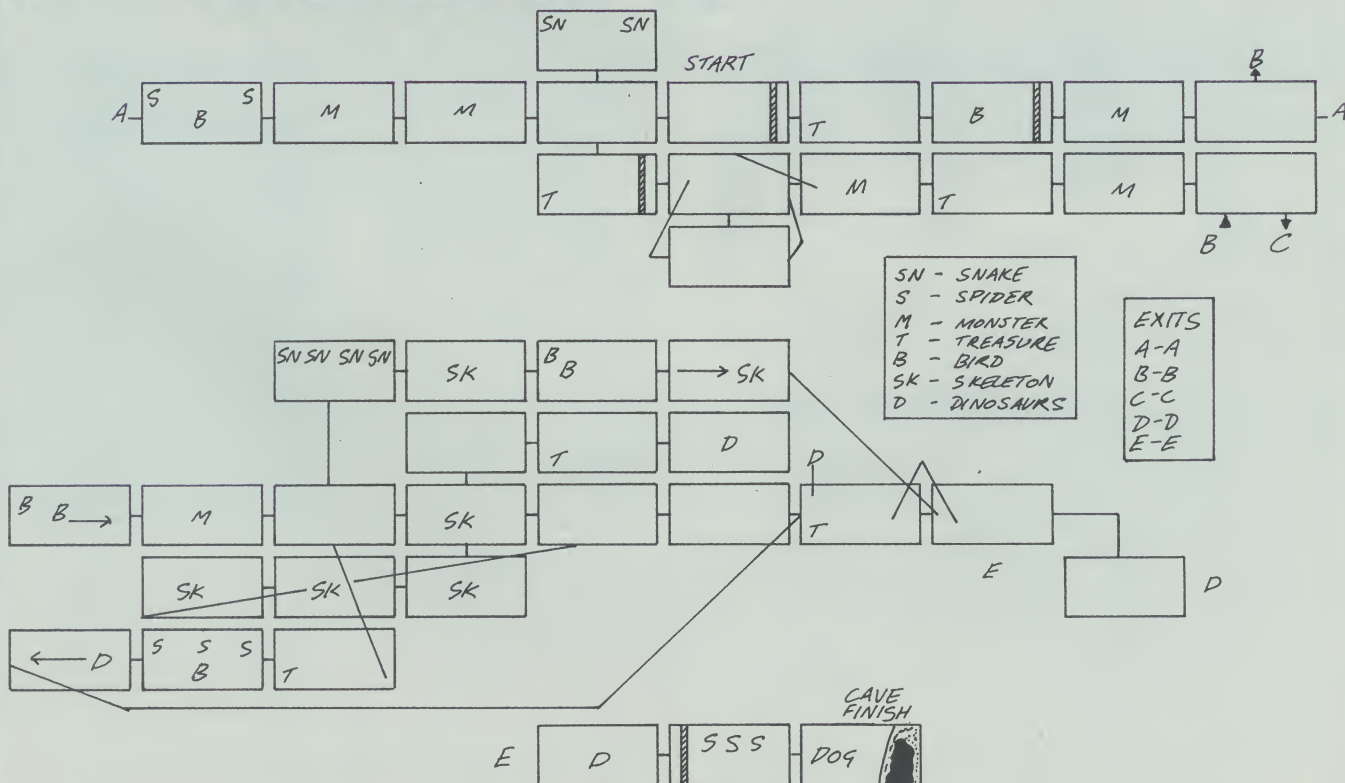 SN SN
START
A S B S M M T B M B A
T M T M B C
SN - SNAKE
S - SPIDER
M - MONSTER
T - TREASURE
B - BIRD
SK - SKELETON
D - DINOSAURS
EXITS
A-A
B-B
C-C
D-D
E-E
SN SN SN SN SK B B → SK
T D
B B → M SK D T
E
SK SK SK D
← D S S S B T
CAVE
FINISH
E D S S S DOG